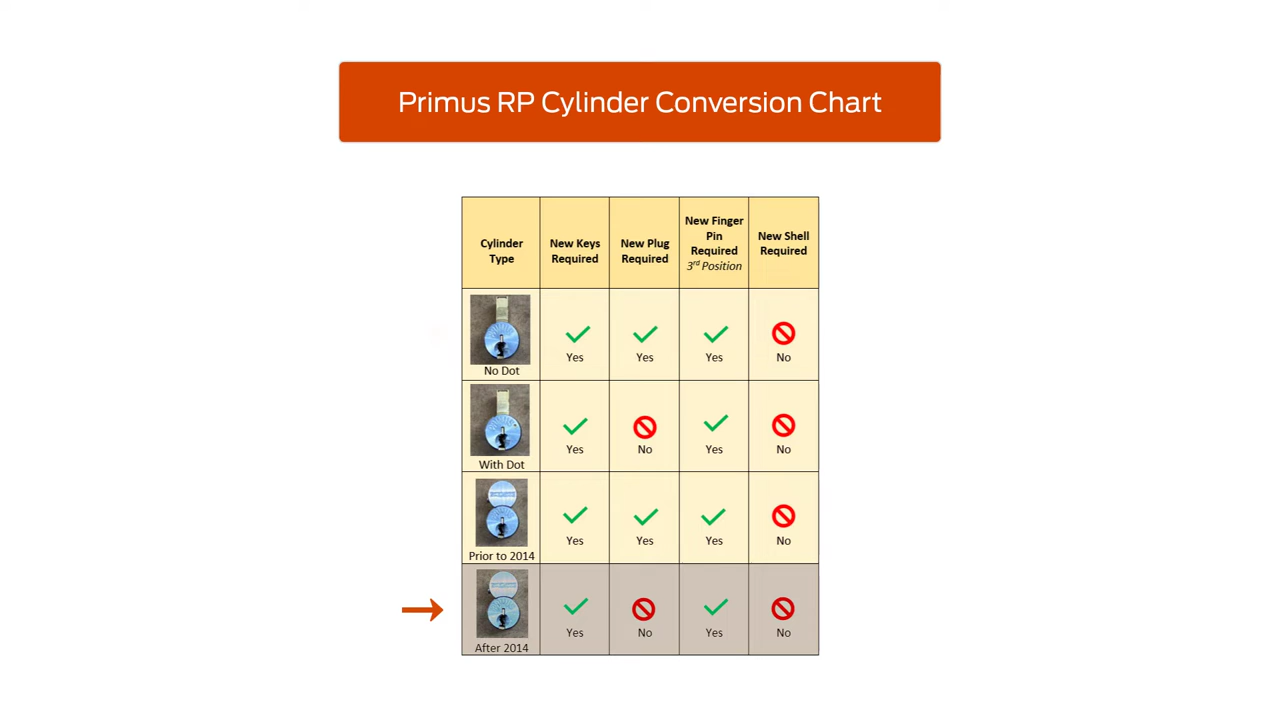 Primus RP Cylinder Conversion Chart
Cylinder
Type
New Keys
Required
New Plug
Required
New Finger
Pin
Required
3rd Position
New Shell
Required
No Dot
Yes
Yes
Yes
No
With Dot
Yes
No
Yes
No
Prior to 2014
Yes
Yes
Yes
No
After 2014
Yes
No
Yes
No